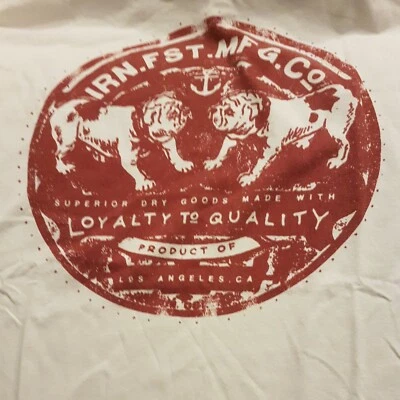 IRN.FST.MFG.CO
SUPERIOR DRY GOODS MADE WITH
LOYALTY TO QUALITY
PRODUCT OF
LOS ANGELES, CA